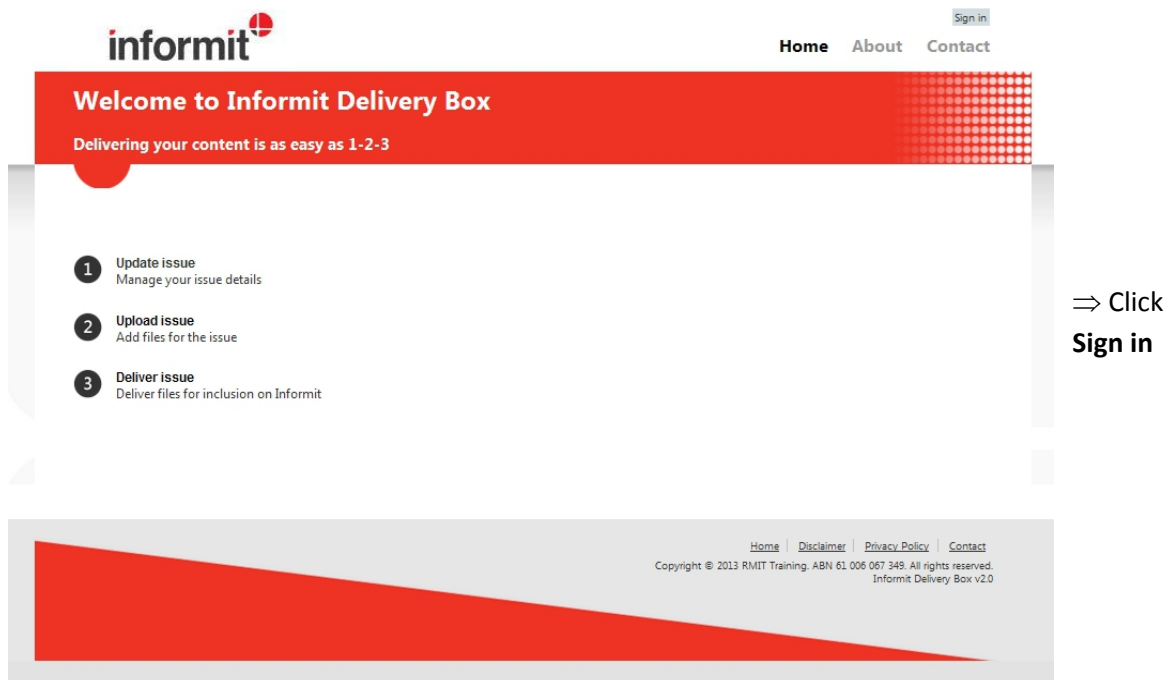 Sign in
informit
Home About Contact
Welcome to Informit Delivery Box
Delivering your content is as easy as 1-2-3
1 Update issue
Manage your issue details
2 Upload issue
Add files for the issue
3 Deliver issue
Deliver files for inclusion on Informit
⇒ Click
Sign in
Home | Disclaimer | Privacy Policy | Contact
Copyright © 2013 RMIT Training. ABN 61 006 067 349. All rights reserved.
Informit Delivery Box v2.0